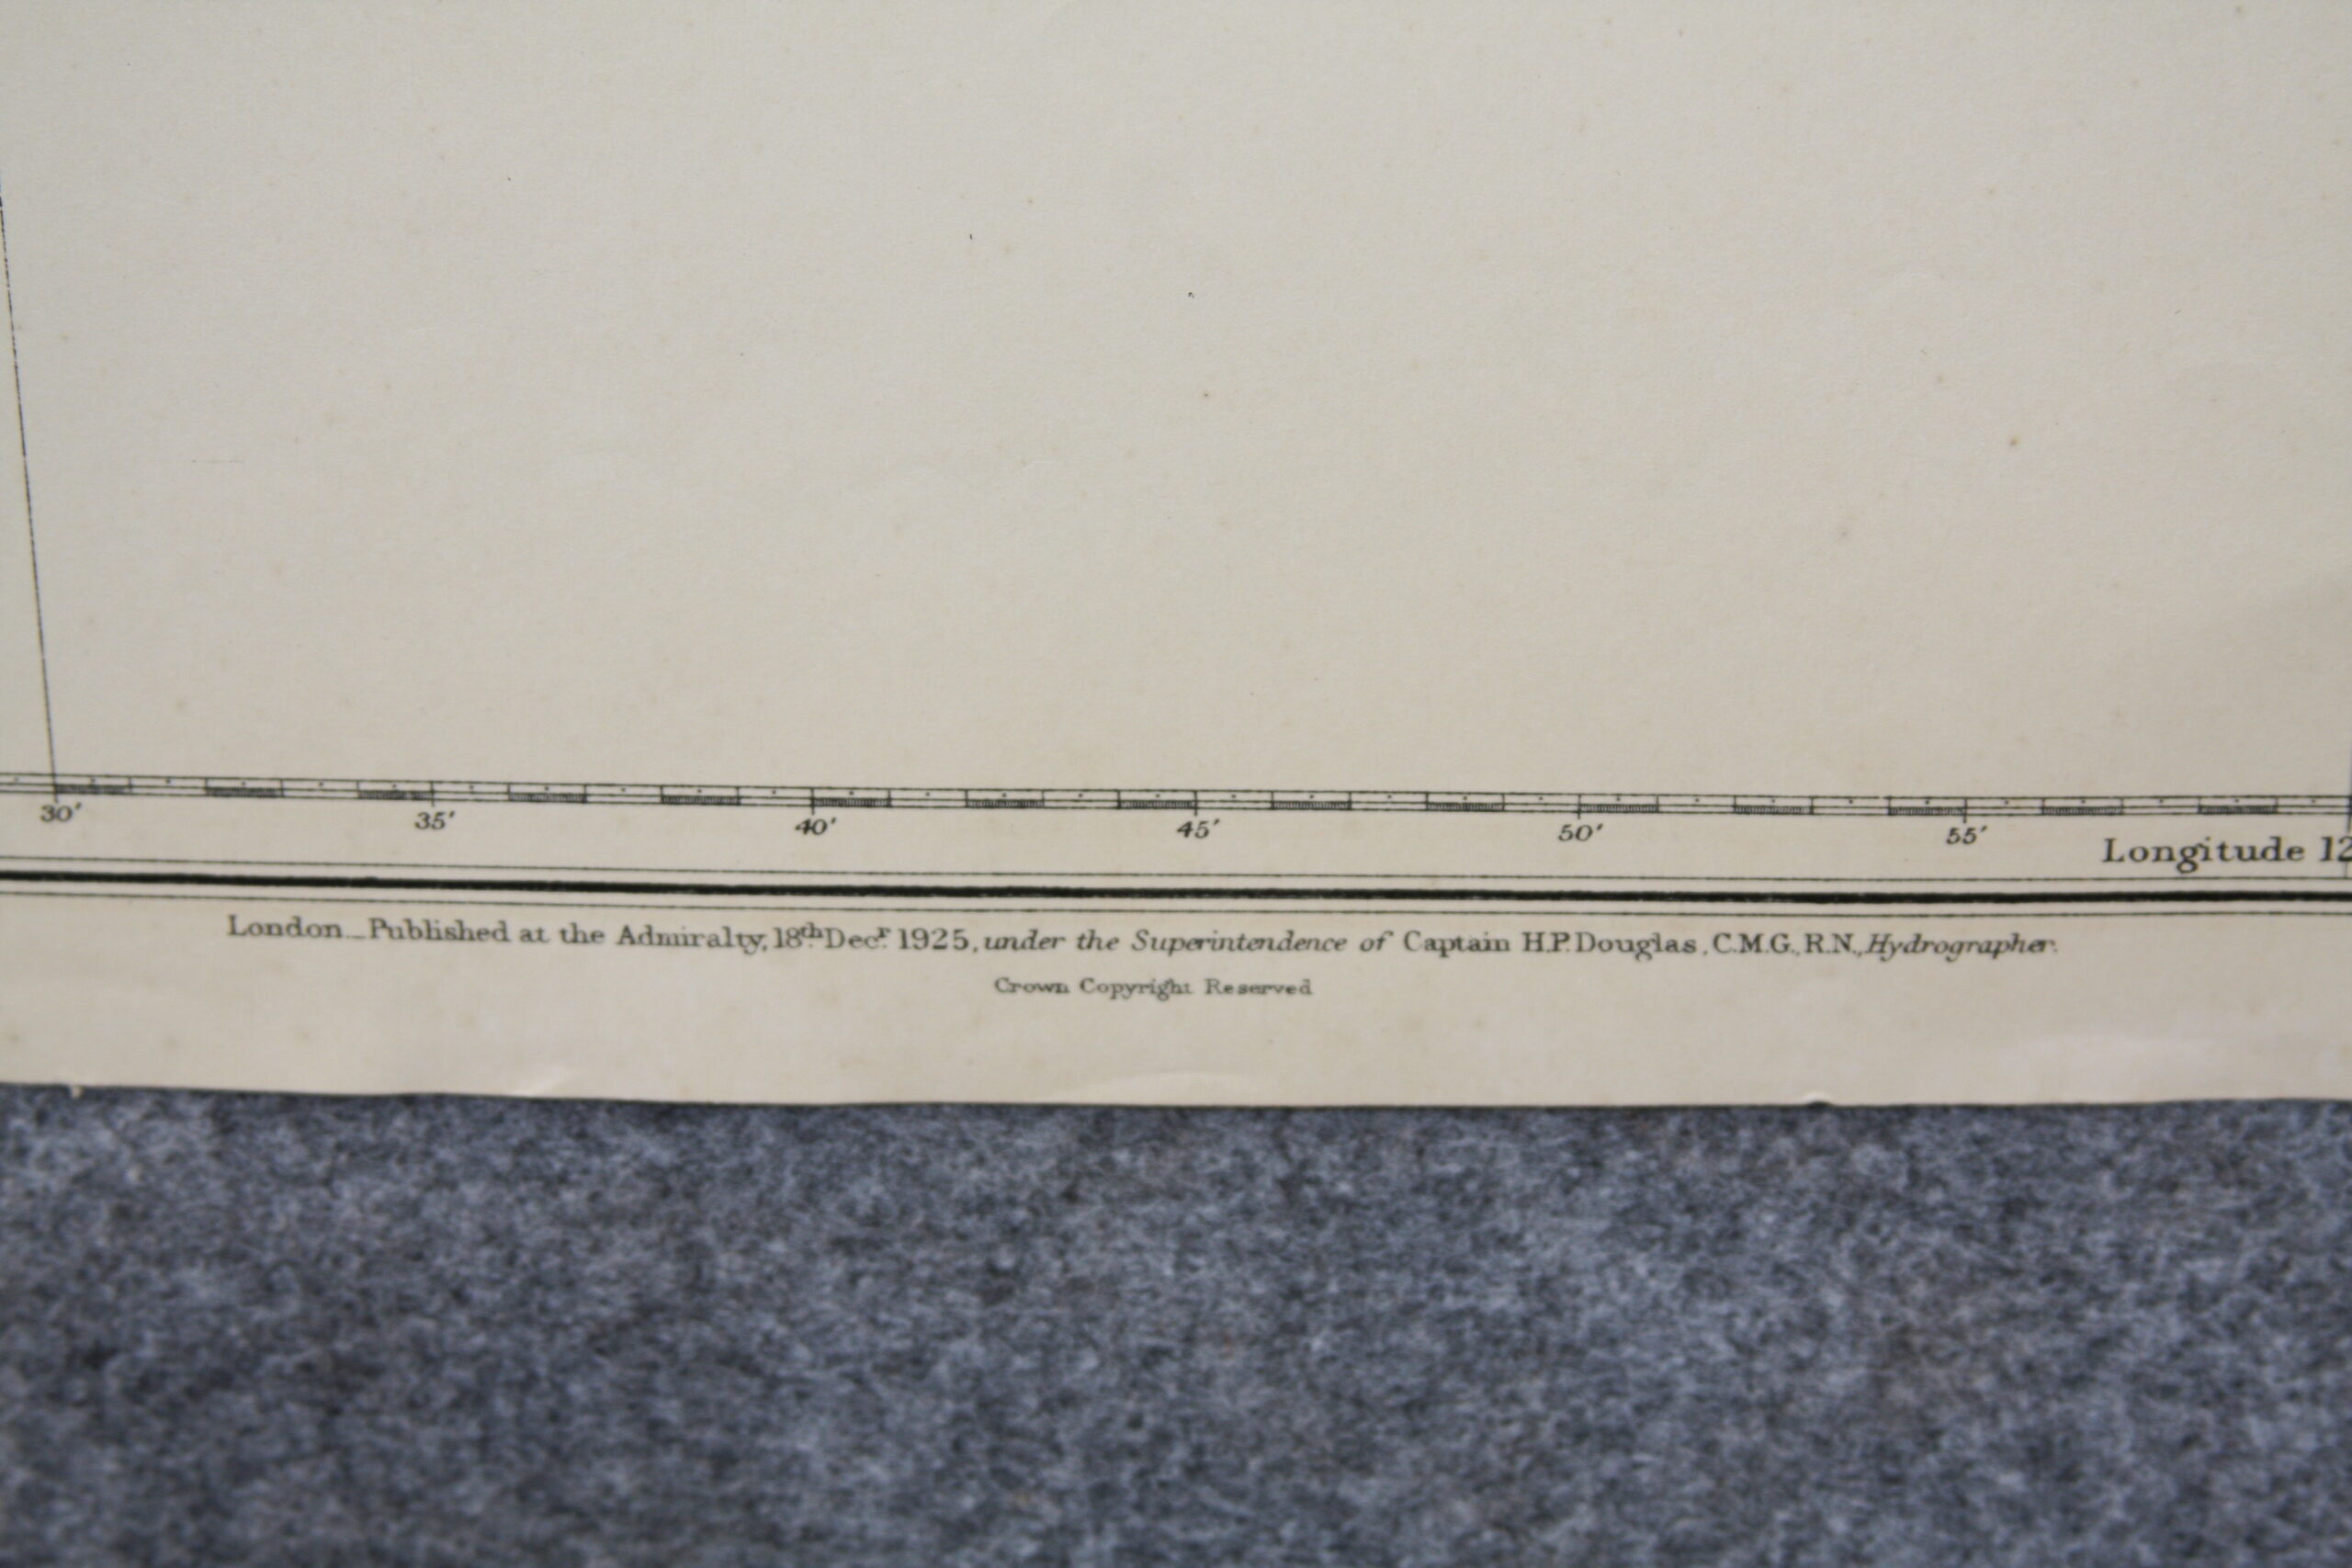 30′ 35′ 40′ 45′ 50′ 55′
Longitude 12
London_Published at the Admiralty, 18th Decr. 1925, under the Superintendence of Captain H.P. Douglas, C.M.G., R.N., Hydrographer.
Crown Copyright Reserved